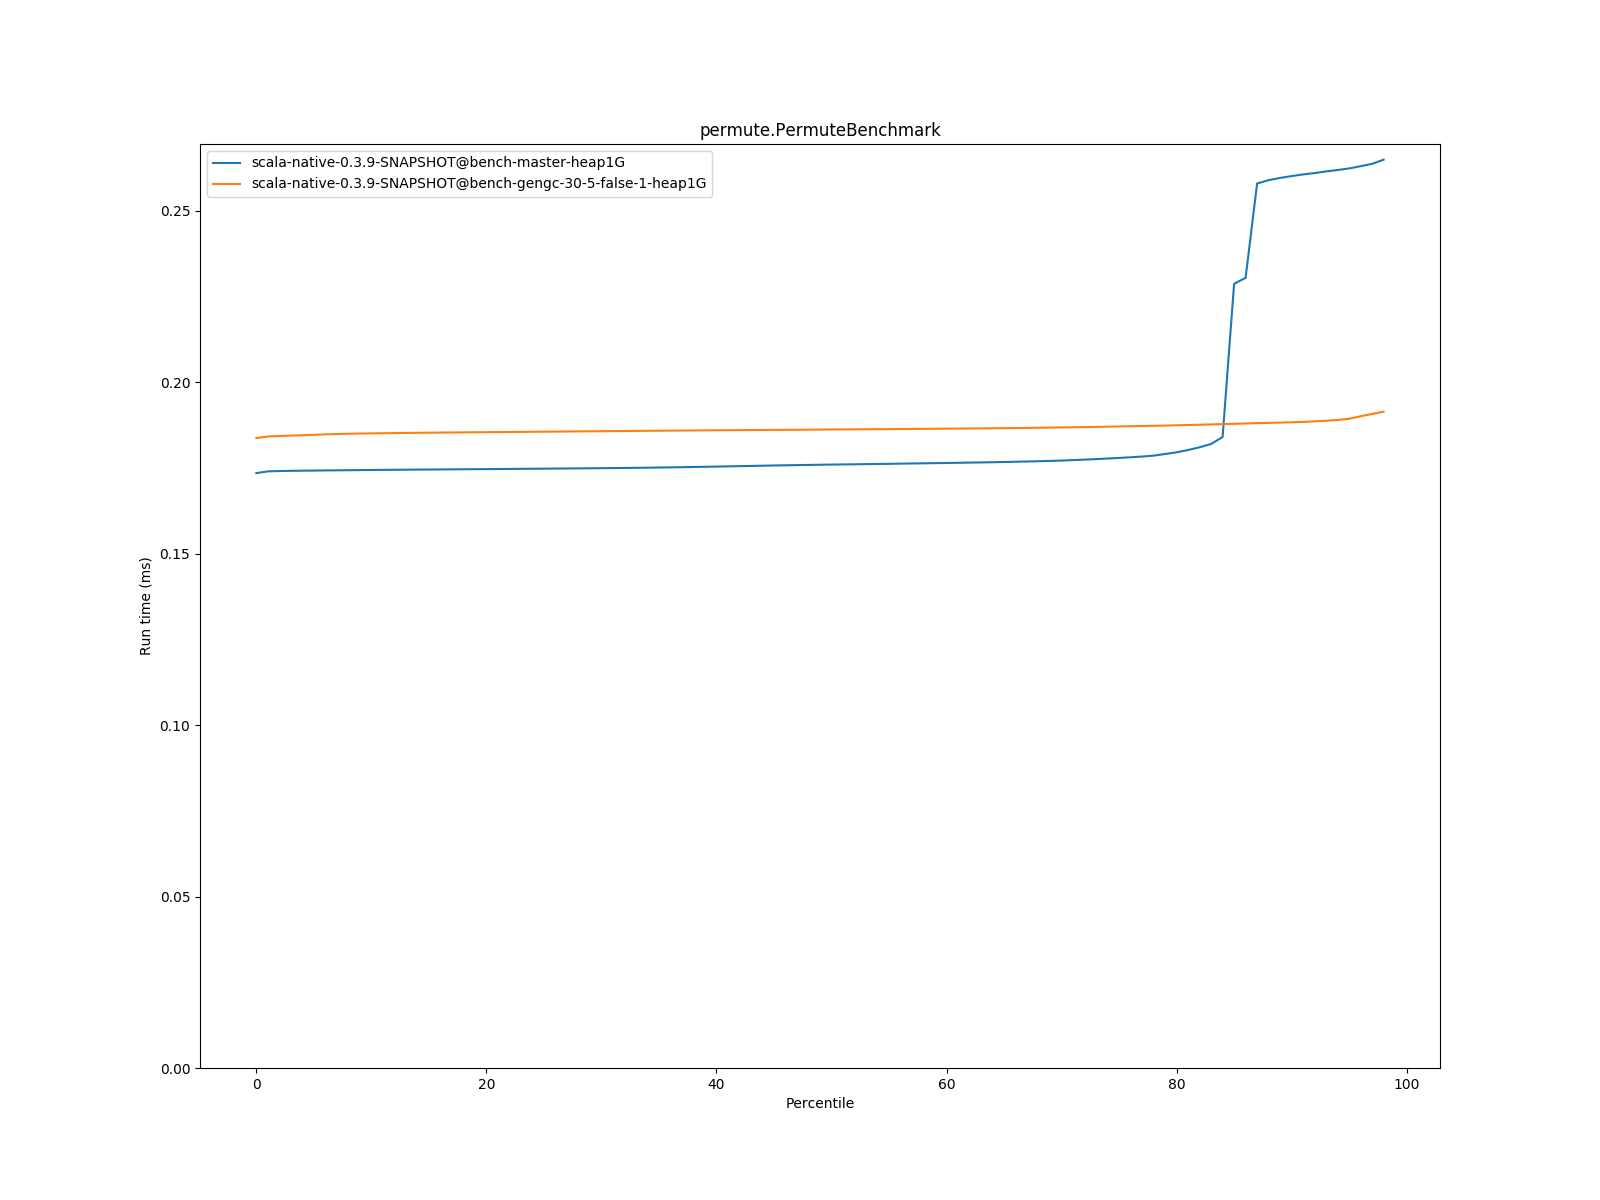 permute.PermuteBenchmark
scala-native-0.3.9-SNAPSHOT@bench-master-heap1G
scala-native-0.3.9-SNAPSHOT@bench-gengc-30-5-false-1-heap1G
0.25
0.20
0.15
0.10
0.05
0.00
Run time (ms)
0 20 40 60 80 100
Percentile